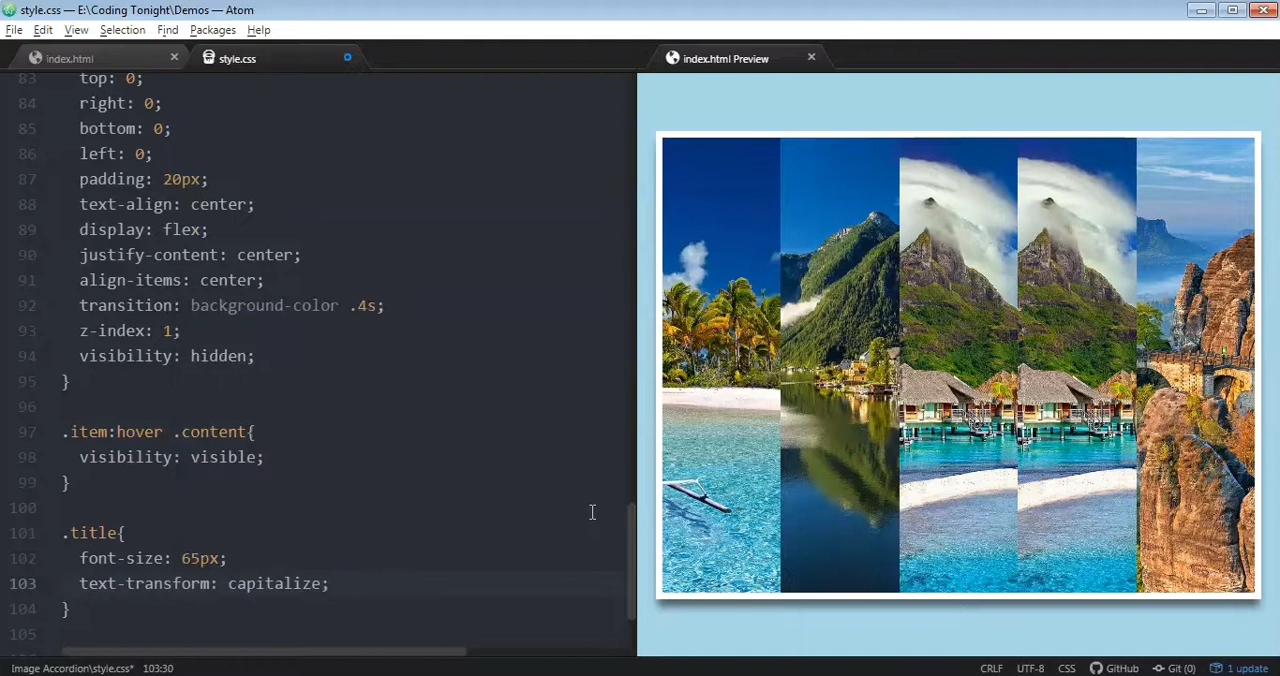 style.css — E:\Coding Tonight\Demos — Atom
File Edit View Selection Find Packages Help
index.html style.css index.html Preview
83 top: 0;
84 right: 0;
85 bottom: 0;
86 left: 0;
87 padding: 20px;
88 text-align: center;
89 display: flex;
90 justify-content: center;
91 align-items: center;
92 transition: background-color .4s;
93 z-index: 1;
94 visibility: hidden;
95 }
96
97 .item:hover .content{
98 visibility: visible;
99 }
100
101 .title{
102 font-size: 65px;
103 text-transform: capitalize;
104 }
105
Image Accordion\style.css* 103:30 CRLF UTF-8 CSS GitHub Git (0) 1 update